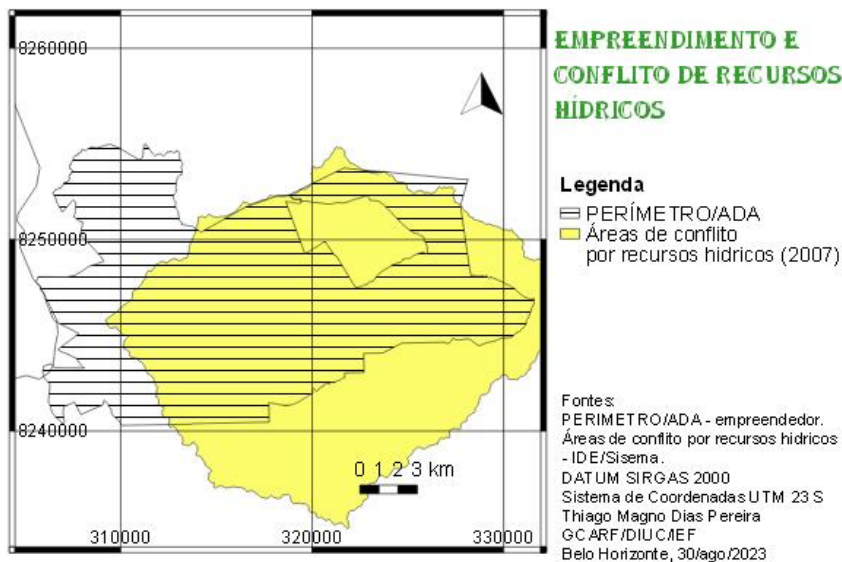 EMPREENDIMENTO E
CONFLITO DE RECURSOS
HÍDRICOS
Legenda
PERÍMETRO/ADA
Áreas de conflito
por recursos hidricos (2007)
8260000
8250000
8240000
0 1 2 3 km
310000 320000 330000
Fontes:
PERIMETRO/ADA - empreendedor.
Áreas de conflito por recursos hidricos
- IDE/Sisema.
DATUM SIRGAS 2000
Sistema de Coordenadas UTM 23 S
Thiago Magno Dias Pereira
GCARF/DIUC/IEF
Belo Horizonte, 30/ago/2023